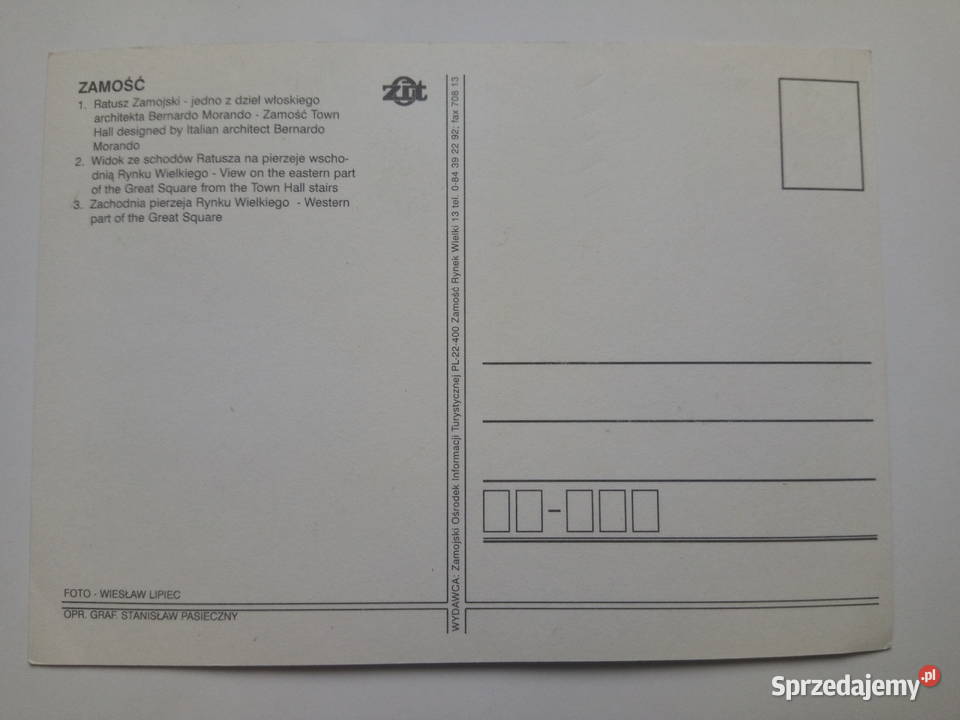 ZAMOŚĆ
1. Ratusz Zamojski - jedno z dzieł włoskiego
architekta Bernardo Morando - Zamość Town
Hall designed by Italian architect Bernardo
Morando
2. Widok ze schodów Ratusza na pierzeje wscho-
dnią Rynku Wielkiego - View on the eastern part
of the Great Square from the Town Hall stairs
3. Zachodnia pierzeja Rynku Wielkiego - Western
part of the Great Square
FOTO - WIESŁAW LIPIEC
OPR. GRAF. STANISŁAW PASIECZNY
WYDAWCA: Zamojski Ośrodek Informacji Turystycznej PL-22-400 Zamość Rynek Wielki 13 tel. 0-84 39 22 92; fax 708 13
Sprzedajemy.pl